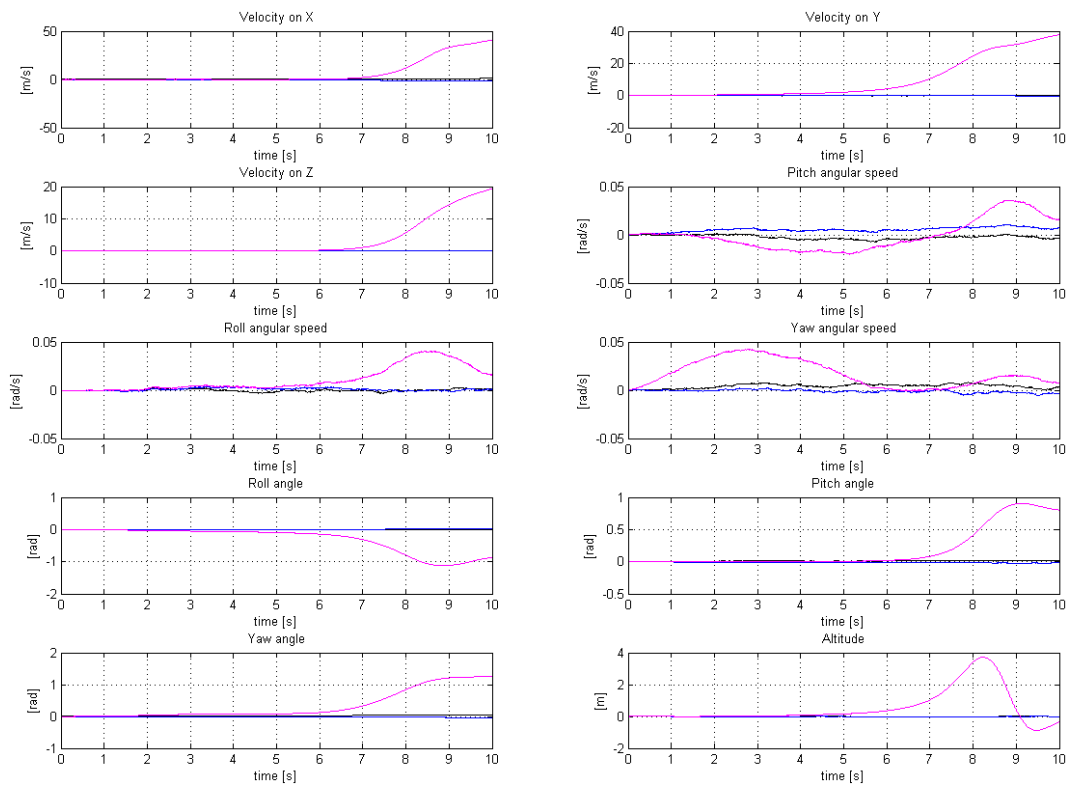 Velocity on X
50
0
-50
[m/s]
0 1 2 3 4 5 6 7 8 9 10
time [s]
Velocity on Y
40
20
0
-20
[m/s]
0 1 2 3 4 5 6 7 8 9 10
time [s]
Velocity on Z
20
10
0
-10
[m/s]
0 1 2 3 4 5 6 7 8 9 10
time [s]
Pitch angular speed
0.05
0
-0.05
[rad/s]
0 1 2 3 4 5 6 7 8 9 10
time [s]
Roll angular speed
0.05
0
-0.05
[rad/s]
0 1 2 3 4 5 6 7 8 9 10
time [s]
Yaw angular speed
0.05
0
-0.05
[rad/s]
0 1 2 3 4 5 6 7 8 9 10
time [s]
Roll angle
1
0
-1
-2
[rad]
0 1 2 3 4 5 6 7 8 9 10
time [s]
Pitch angle
1
0.5
0
-0.5
[rad]
0 1 2 3 4 5 6 7 8 9 10
time [s]
Yaw angle
2
1
0
-1
[rad]
0 1 2 3 4 5 6 7 8 9 10
time [s]
Altitude
4
2
0
-2
[m]
0 1 2 3 4 5 6 7 8 9 10
time [s]